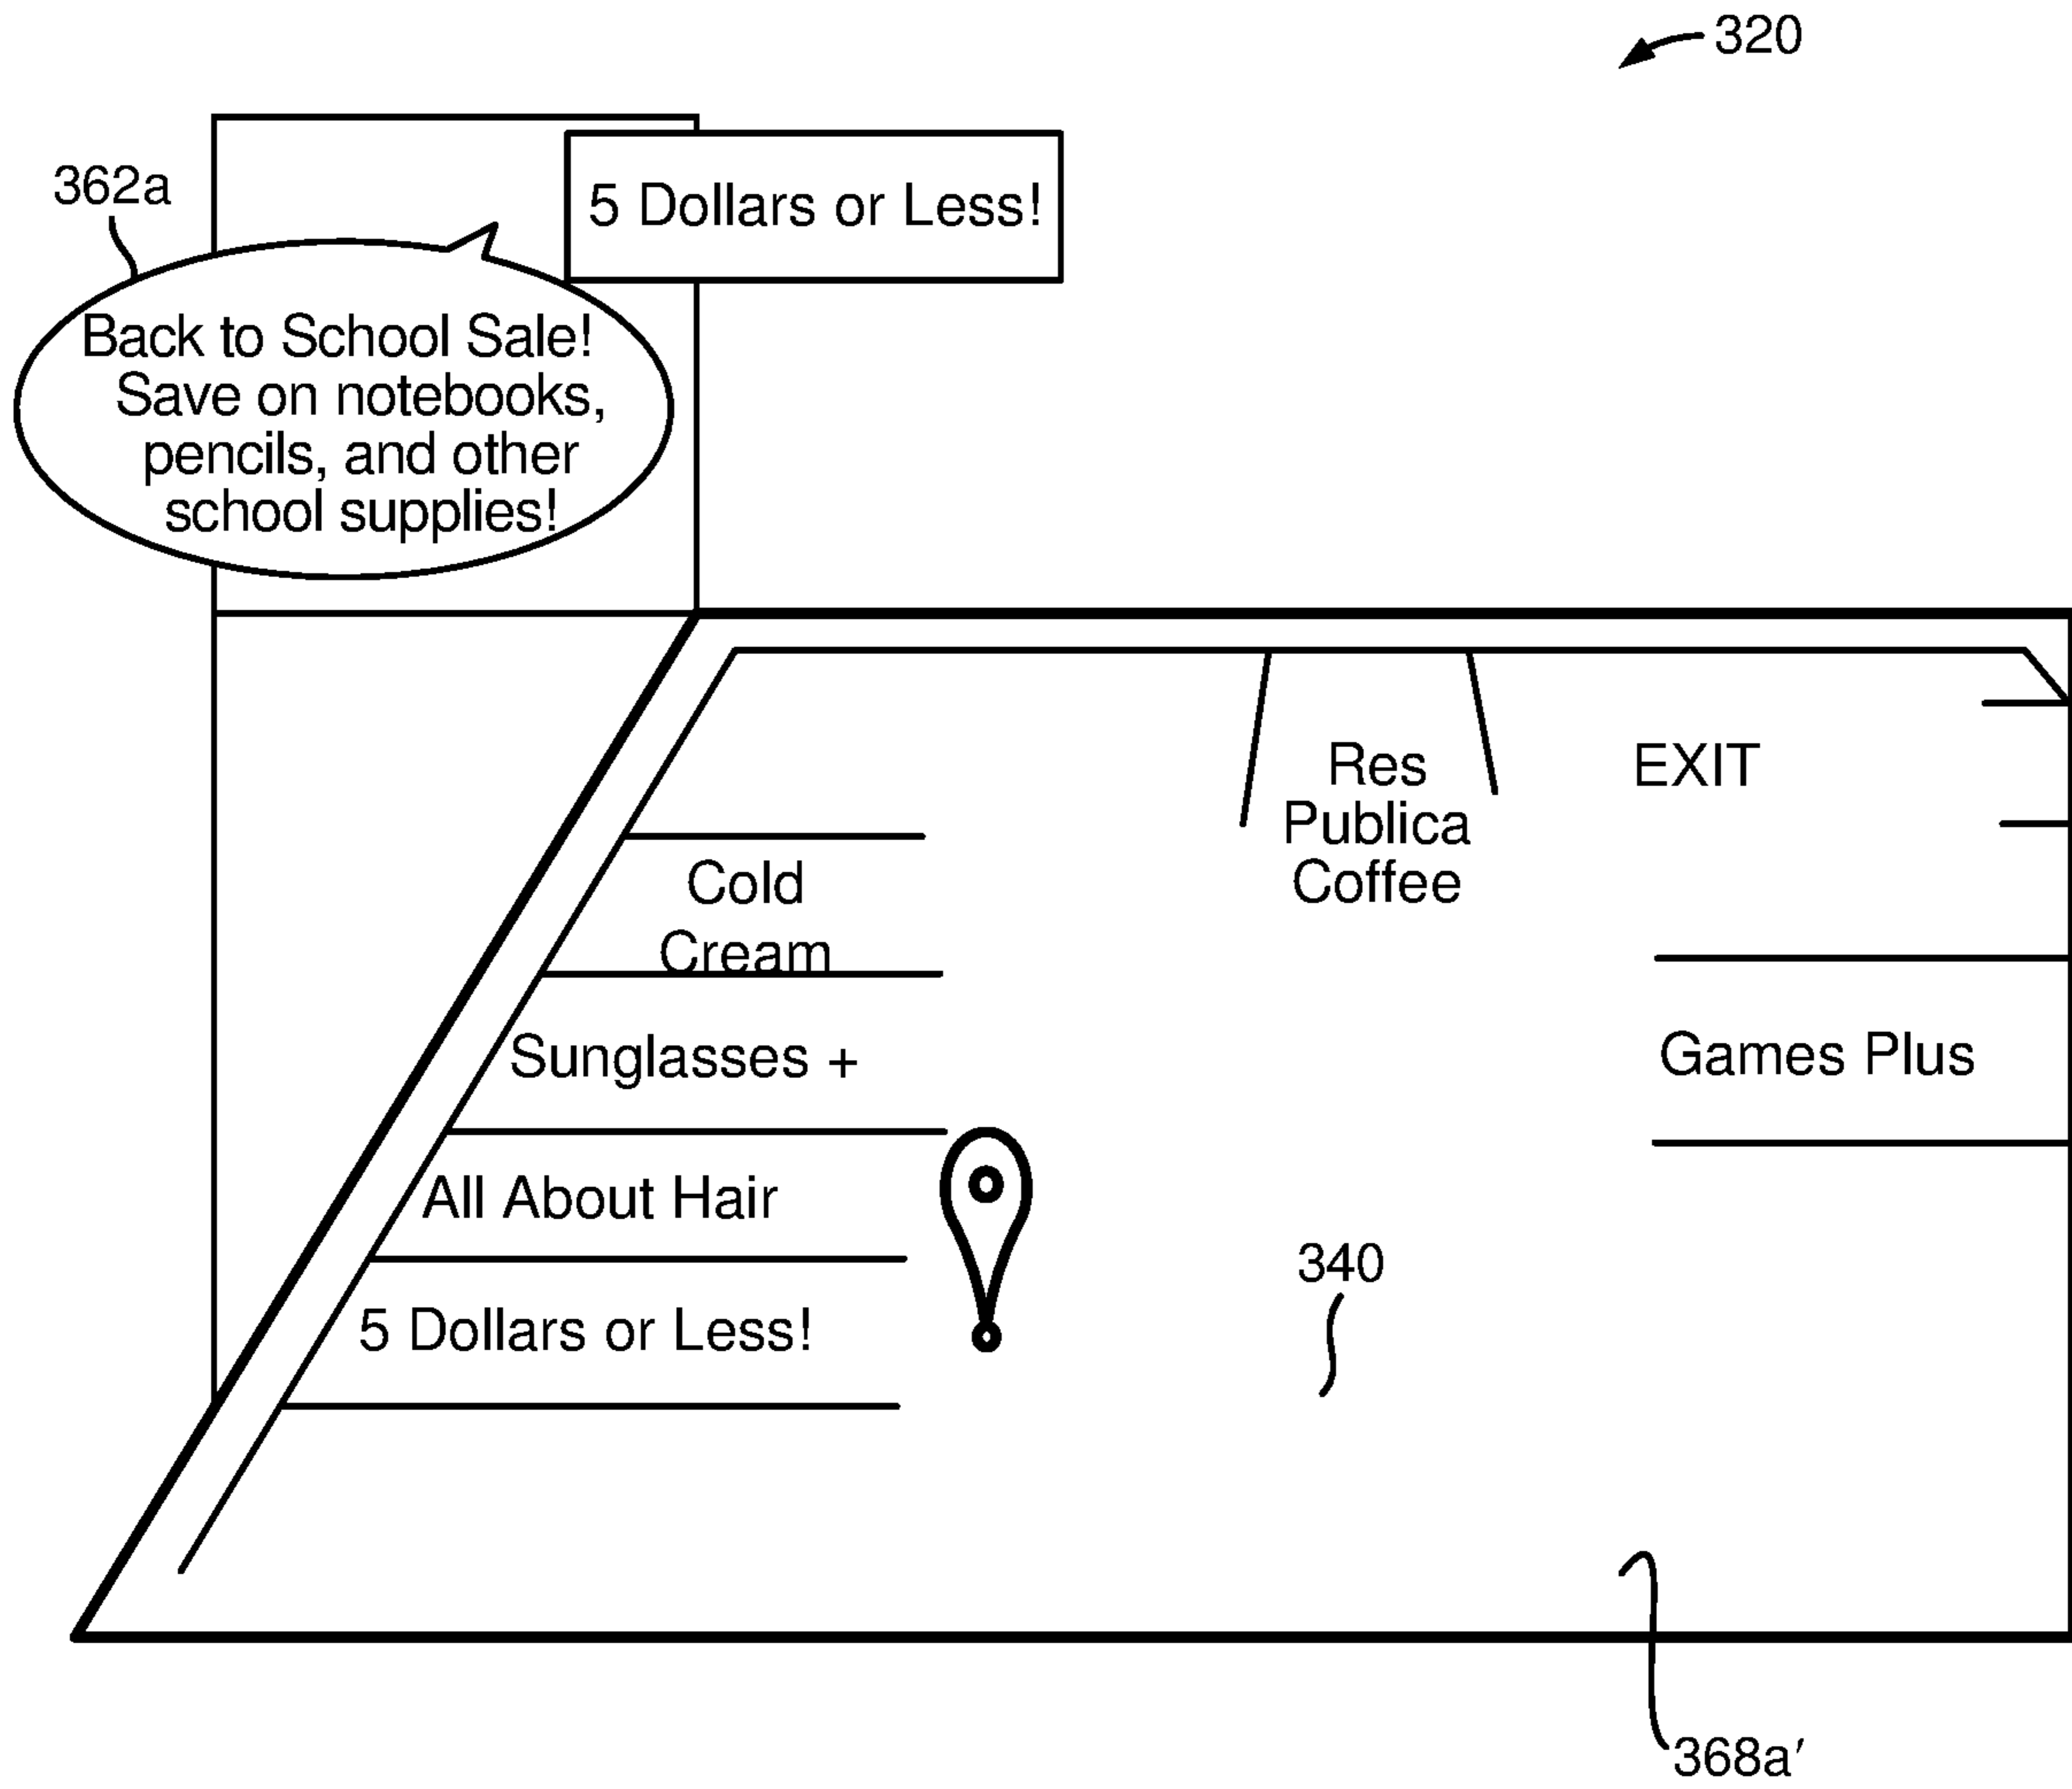 320
362a
5 Dollars or Less!
Back to School Sale!
Save on notebooks,
pencils, and other
school supplies!
Res
Publica
Coffee
EXIT
Cold
Cream
Sunglasses +
Games Plus
All About Hair
340
5 Dollars or Less!
368a′